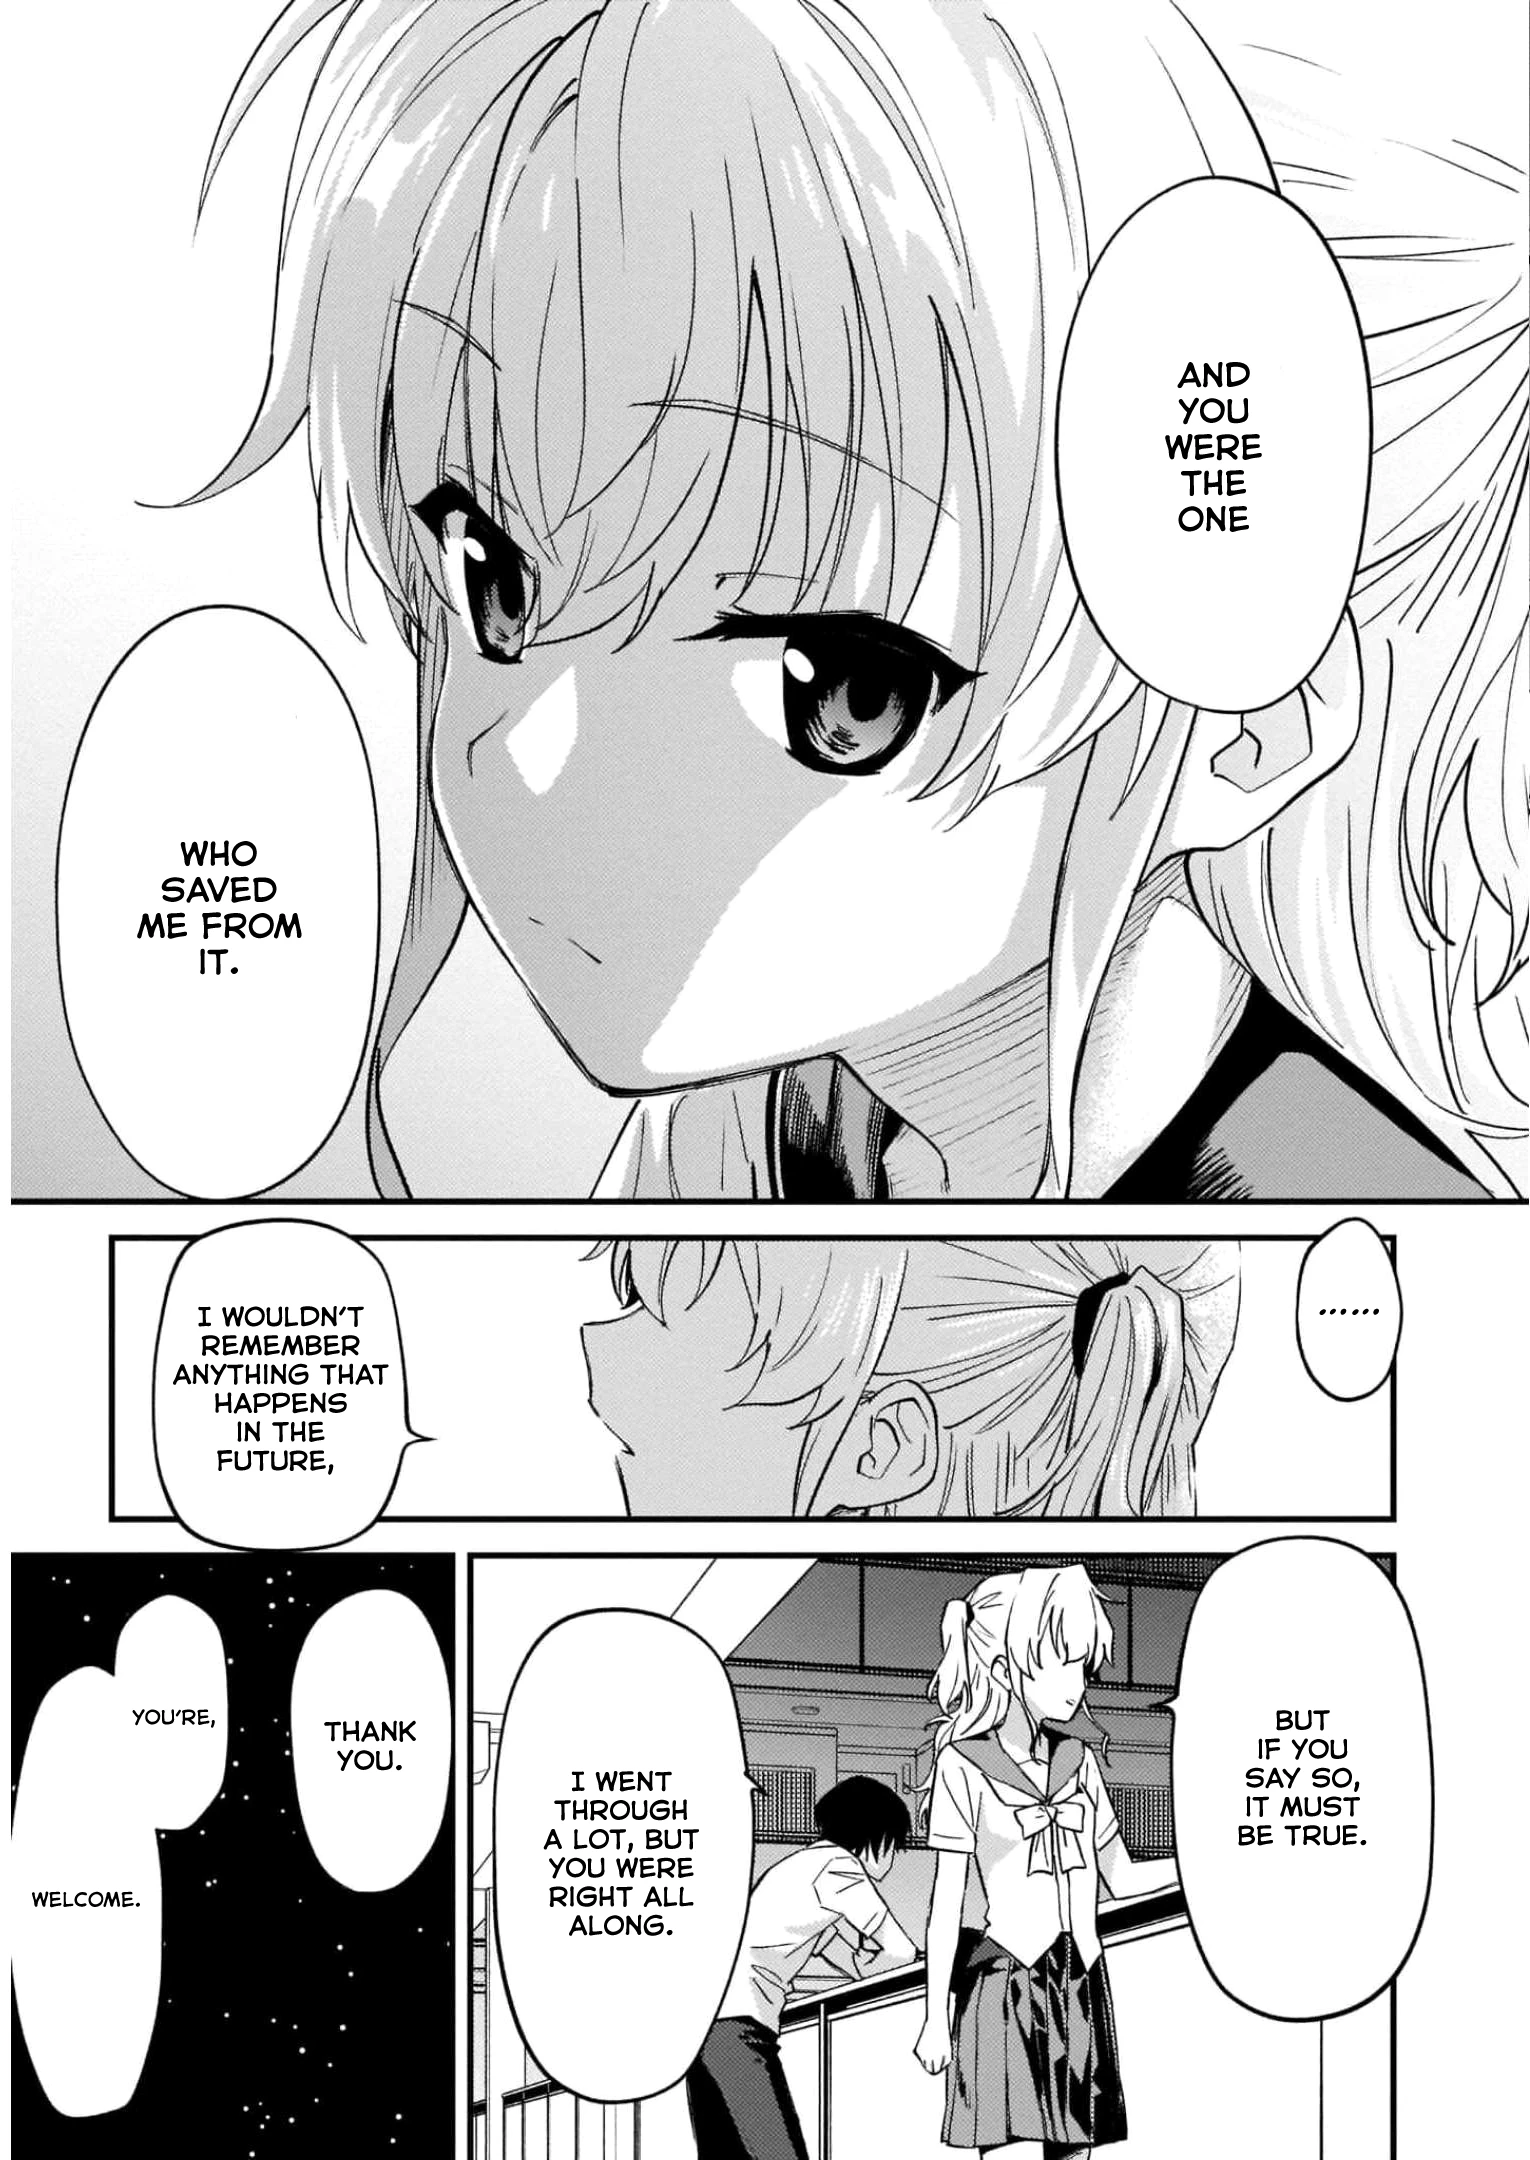 AND
YOU
WERE
THE
ONE
WHO
SAVED
ME FROM
IT.
......
I WOULDN'T
REMEMBER
ANYTHING THAT
HAPPENS
IN THE
FUTURE,
BUT
IF YOU
SAY SO,
IT MUST
BE TRUE.
I WENT
THROUGH
A LOT, BUT
YOU WERE
RIGHT ALL
ALONG.
THANK
YOU.
YOU'RE,
WELCOME.